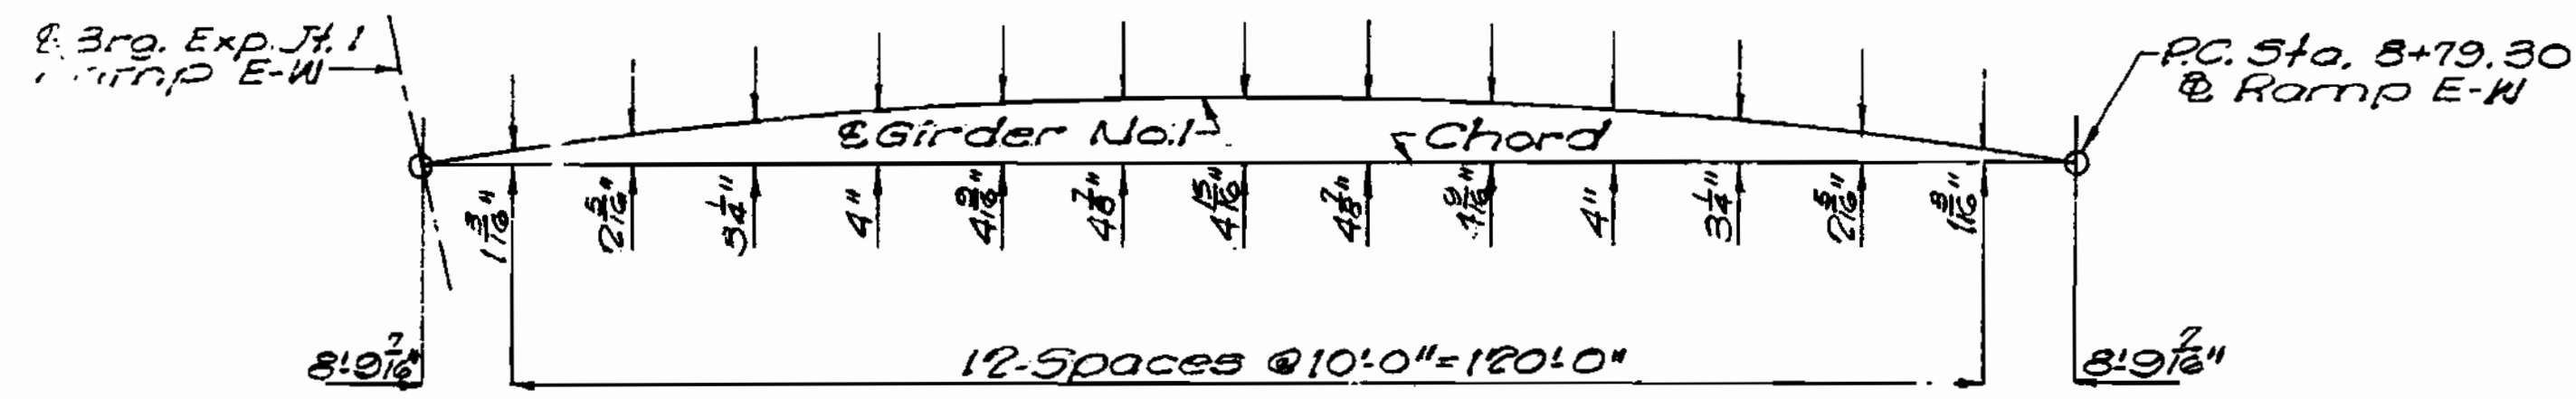 ℄ Brg. Exp. Jt. 1
Ramp E-W
P.C. Sta. 8+79.30
℄ Ramp E-W
℄ Girder No.1
Chord
1 3/16"
2 5/16"
3 1/4"
4"
4 9/16"
4 7/8"
4 15/16"
4 7/8"
4 9/16"
4"
3 1/4"
2 5/16"
1 3/16"
8'-9 7/16"
12-Spaces @ 10'-0"=120'-0"
8'-9 7/16"